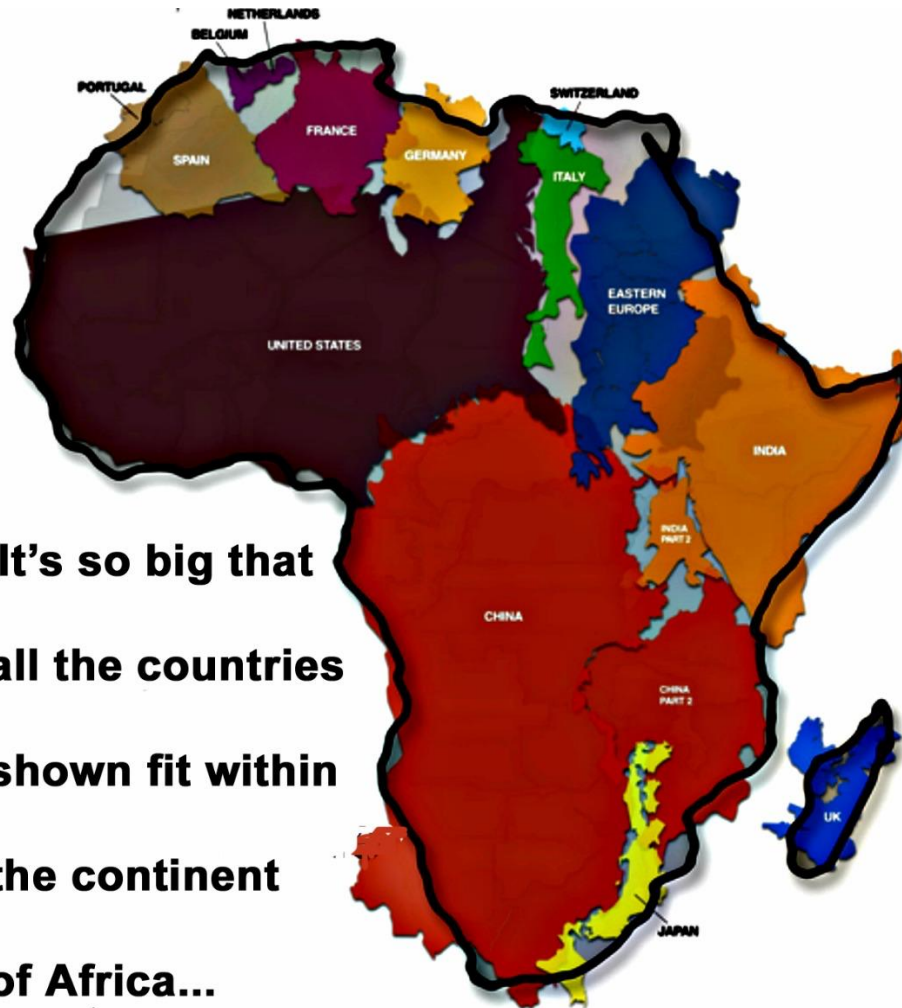 NETHERLANDS
BELGIUM
PORTUGAL
SWITZERLAND
SPAIN
FRANCE
GERMANY
ITALY
EASTERN
EUROPE
UNITED STATES
INDIA
INDIA
PART 2
CHINA
CHINA
PART 2
UK
JAPAN
It’s so big that
all the countries
shown fit within
the continent
of Africa...